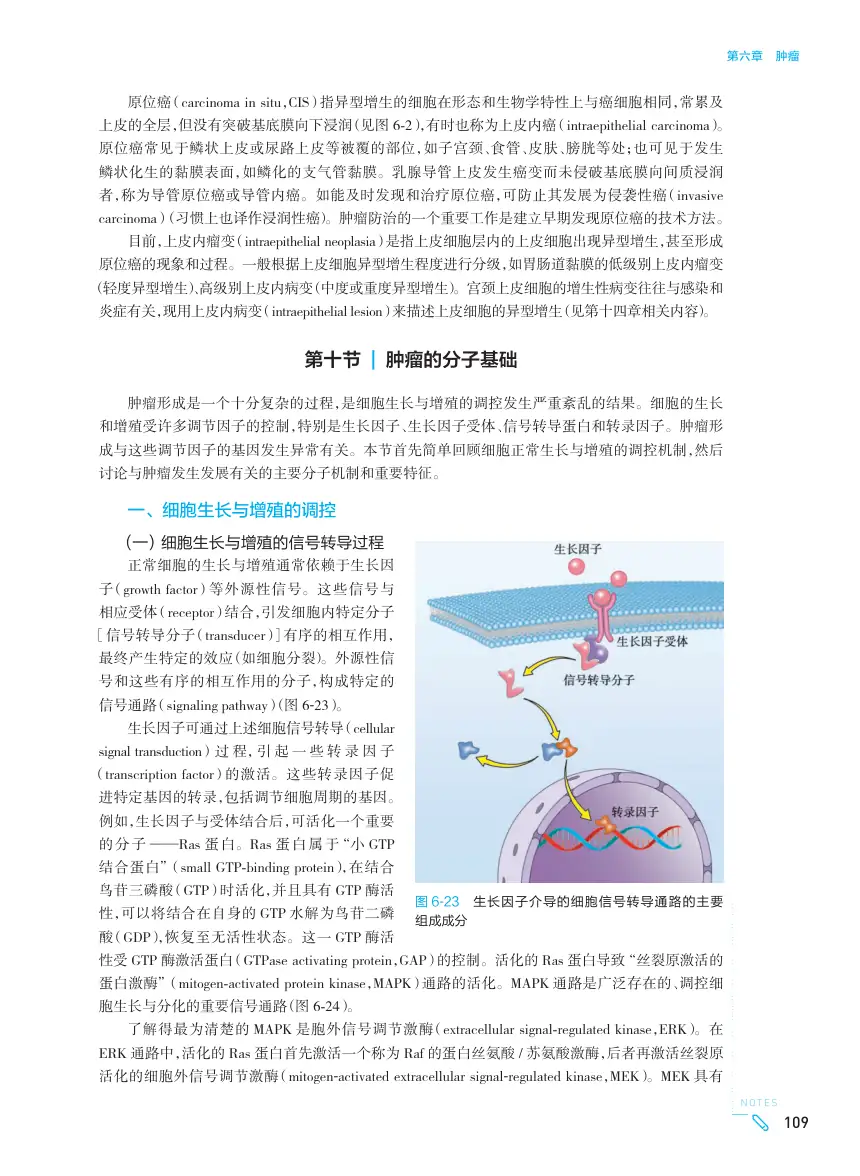 第六章 肿瘤
原位癌（carcinoma in situ,CIS）指异型增生的细胞在形态和生物学特性上与癌细胞相同，常累及
上皮的全层，但没有突破基底膜向下浸润（见图 6-2），有时也称为上皮内癌（intraepithelial carcinoma）。
原位癌常见于鳞状上皮或尿路上皮等被覆的部位，如子宫颈、食管、皮肤、膀胱等处；也可见于发生
鳞状化生的黏膜表面，如鳞化的支气管黏膜。乳腺导管上皮发生癌变而未侵破基底膜向间质浸润
者，称为导管原位癌或导管内癌。如能及时发现和治疗原位癌，可防止其发展为侵袭性癌（invasive
carcinoma）（习惯上也译作浸润性癌）。肿瘤防治的一个重要工作是建立早期发现原位癌的技术方法。
目前，上皮内瘤变（intraepithelial neoplasia）是指上皮细胞层内的上皮细胞出现异型增生，甚至形成
原位癌的现象和过程。一般根据上皮细胞异型增生程度进行分级，如胃肠道黏膜的低级别上皮内瘤变
（轻度异型增生）、高级别上皮内病变（中度或重度异型增生）。宫颈上皮细胞的增生性病变往往与感染和
炎症有关，现用上皮内病变（intraepithelial lesion）来描述上皮细胞的异型增生（见第十四章相关内容）。
第十节 | 肿瘤的分子基础
肿瘤形成是一个十分复杂的过程，是细胞生长与增殖的调控发生严重紊乱的结果。细胞的生长
和增殖受许多调节因子的控制，特别是生长因子、生长因子受体、信号转导蛋白和转录因子。肿瘤形
成与这些调节因子的基因发生异常有关。本节首先简单回顾细胞正常生长与增殖的调控机制，然后
讨论与肿瘤发生发展有关的主要分子机制和重要特征。
一、细胞生长与增殖的调控
（一）细胞生长与增殖的信号转导过程
正常细胞的生长与增殖通常依赖于生长因
子（growth factor）等外源性信号。这些信号与
相应受体（receptor）结合，引发细胞内特定分子
［信号转导分子（transducer）］有序的相互作用，
最终产生特定的效应（如细胞分裂）。外源性信
号和这些有序的相互作用的分子，构成特定的
信号通路（signaling pathway）（图 6-23）。
生长因子可通过上述细胞信号转导（cellular
signal transduction）过程，引起一些转录因子
（transcription factor）的激活。这些转录因子促
进特定基因的转录，包括调节细胞周期的基因。
例如，生长因子与受体结合后，可活化一个重要
的分子——Ras 蛋白。Ras 蛋白属于“小 GTP
结合蛋白”（small GTP-binding protein），在结合
鸟苷三磷酸（GTP）时活化，并且具有 GTP 酶活
性，可以将结合在自身的 GTP 水解为鸟苷二磷
酸（GDP），恢复至无活性状态。这一 GTP 酶活
生长因子
生长因子受体
信号转导分子
转录因子
图 6-23 生长因子介导的细胞信号转导通路的主要
组成成分
性受 GTP 酶激活蛋白（GTPase activating protein,GAP）的控制。活化的 Ras 蛋白导致“丝裂原激活的
蛋白激酶”（mitogen-activated protein kinase,MAPK）通路的活化。MAPK 通路是广泛存在的、调控细
胞生长与分化的重要信号通路（图 6-24）。
了解得最为清楚的 MAPK 是胞外信号调节激酶（extracellular signal-regulated kinase,ERK）。在
ERK 通路中，活化的 Ras 蛋白首先激活一个称为 Raf 的蛋白丝氨酸 / 苏氨酸激酶，后者再激活丝裂原
活化的细胞外信号调节激酶（mitogen-activated extracellular signal-regulated kinase,MEK）。MEK 具有
NOTES
109